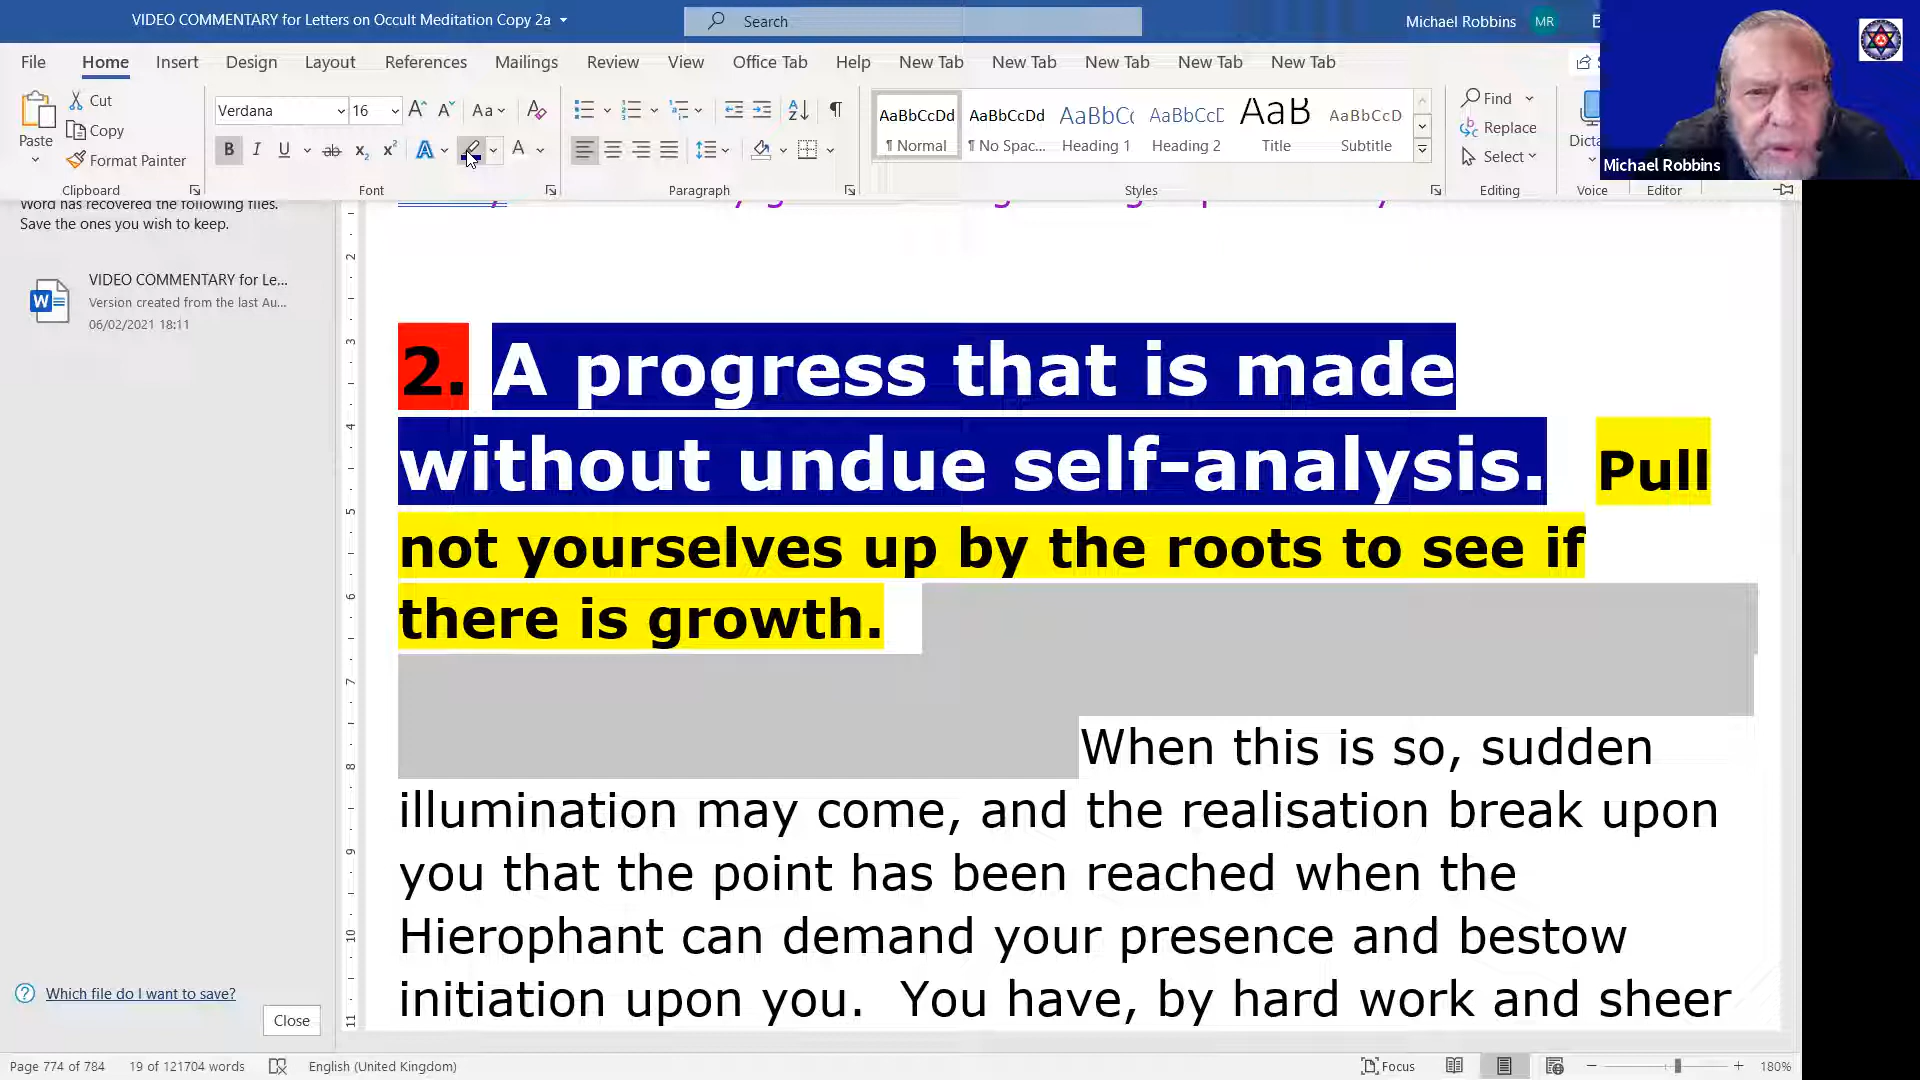 VIDEO COMMENTARY for Letters on Occult Meditation Copy 2a
Search
Michael Robbins
MR
File Home Insert Design Layout References Mailings Review View Office Tab Help New Tab New Tab New Tab New Tab New Tab
Paste
Cut
Copy
Format Painter
Clipboard
Verdana
16
Font
Paragraph
AaBbCcDd AaBbCcDd AaBbCc AaBbCcD AaB AaBbCcD
¶ Normal ¶ No Spac... Heading 1 Heading 2 Title Subtitle
Styles
Find
Replace
Select
Editing
Dicta
Voice
Editor
Michael Robbins
Word has recovered the following files.
Save the ones you wish to keep.
VIDEO COMMENTARY for Le...
Version created from the last Au...
06/02/2021 18:11
2. A progress that is made
without undue self-analysis. Pull
not yourselves up by the roots to see if
there is growth.
When this is so, sudden
illumination may come, and the realisation break upon
you that the point has been reached when the
Hierophant can demand your presence and bestow
initiation upon you. You have, by hard work and sheer
Which file do I want to save?
Close
Page 774 of 784 19 of 121704 words English (United Kingdom)
Focus
180%